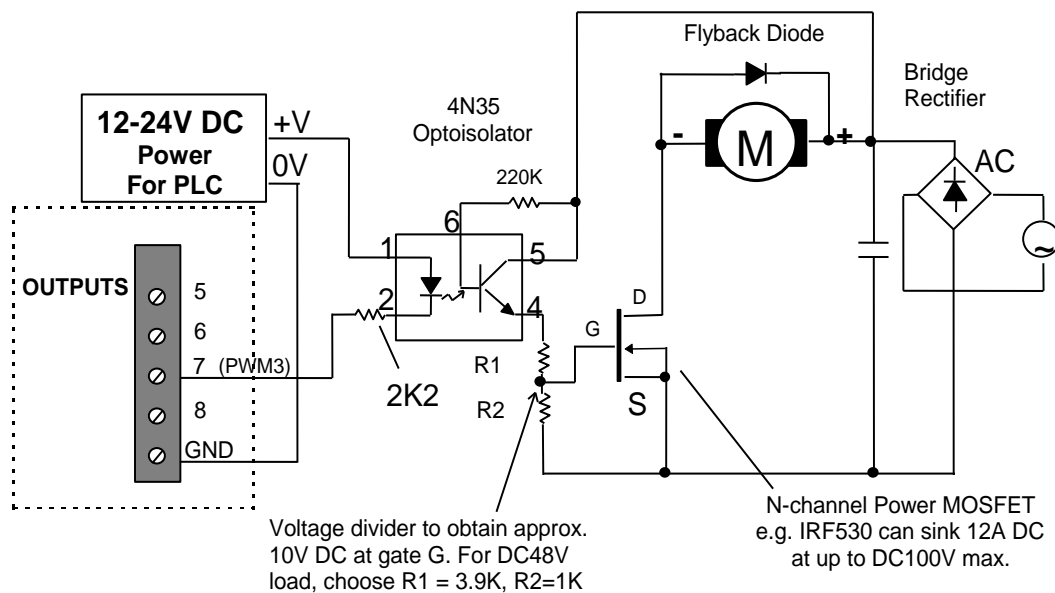 Flyback Diode
Bridge
Rectifier
4N35
Optoisolator
12-24V DC
Power
For PLC
+V
0V
- M +
AC
~
220K
6
1
5
2
4
OUTPUTS
5
6
7 (PWM3)
8
GND
2K2
R1
R2
D
G
S
Voltage divider to obtain approx.
10V DC at gate G. For DC48V
load, choose R1 = 3.9K, R2=1K
N-channel Power MOSFET
e.g. IRF530 can sink 12A DC
at up to DC100V max.